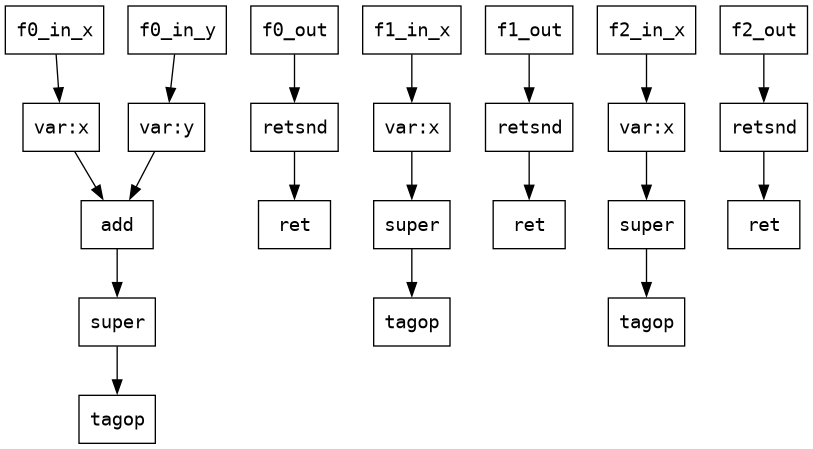 f0_in_x f0_in_y f0_out f1_in_x f1_out f2_in_x f2_out
var:x var:y retsnd var:x retsnd var:x retsnd
add ret super ret super ret
super tagop tagop
tagop